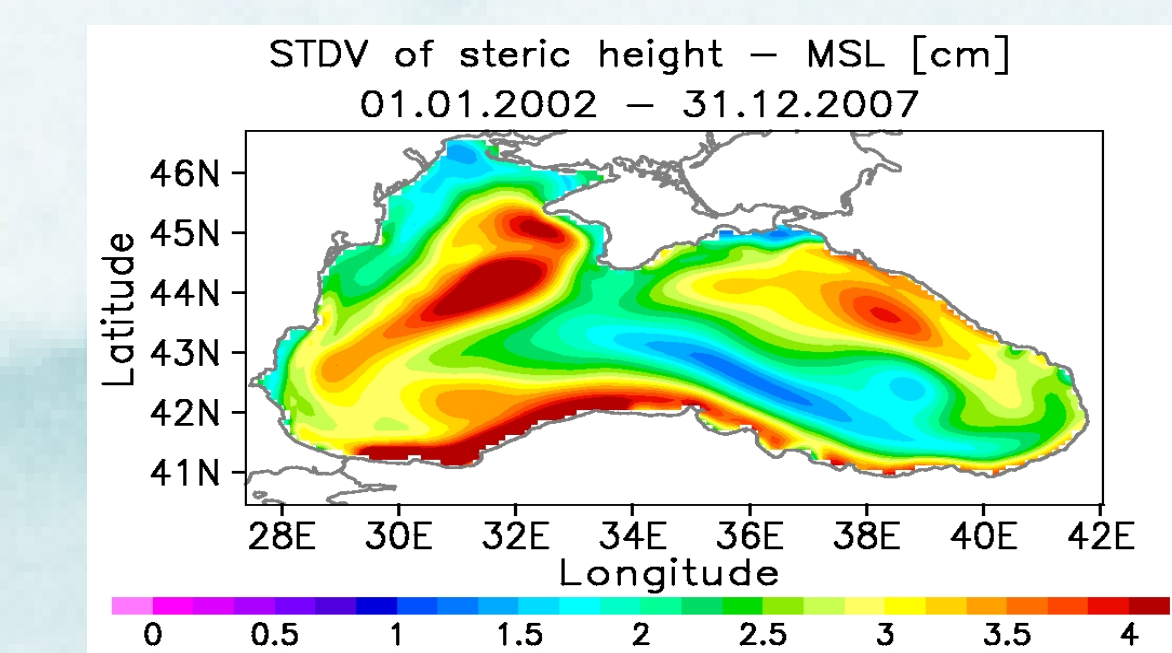 STDV of steric height – MSL [cm]
01.01.2002 – 31.12.2007
Latitude
46N
45N
44N
43N
42N
41N
28E 30E 32E 34E 36E 38E 40E 42E
Longitude
0 0.5 1 1.5 2 2.5 3 3.5 4